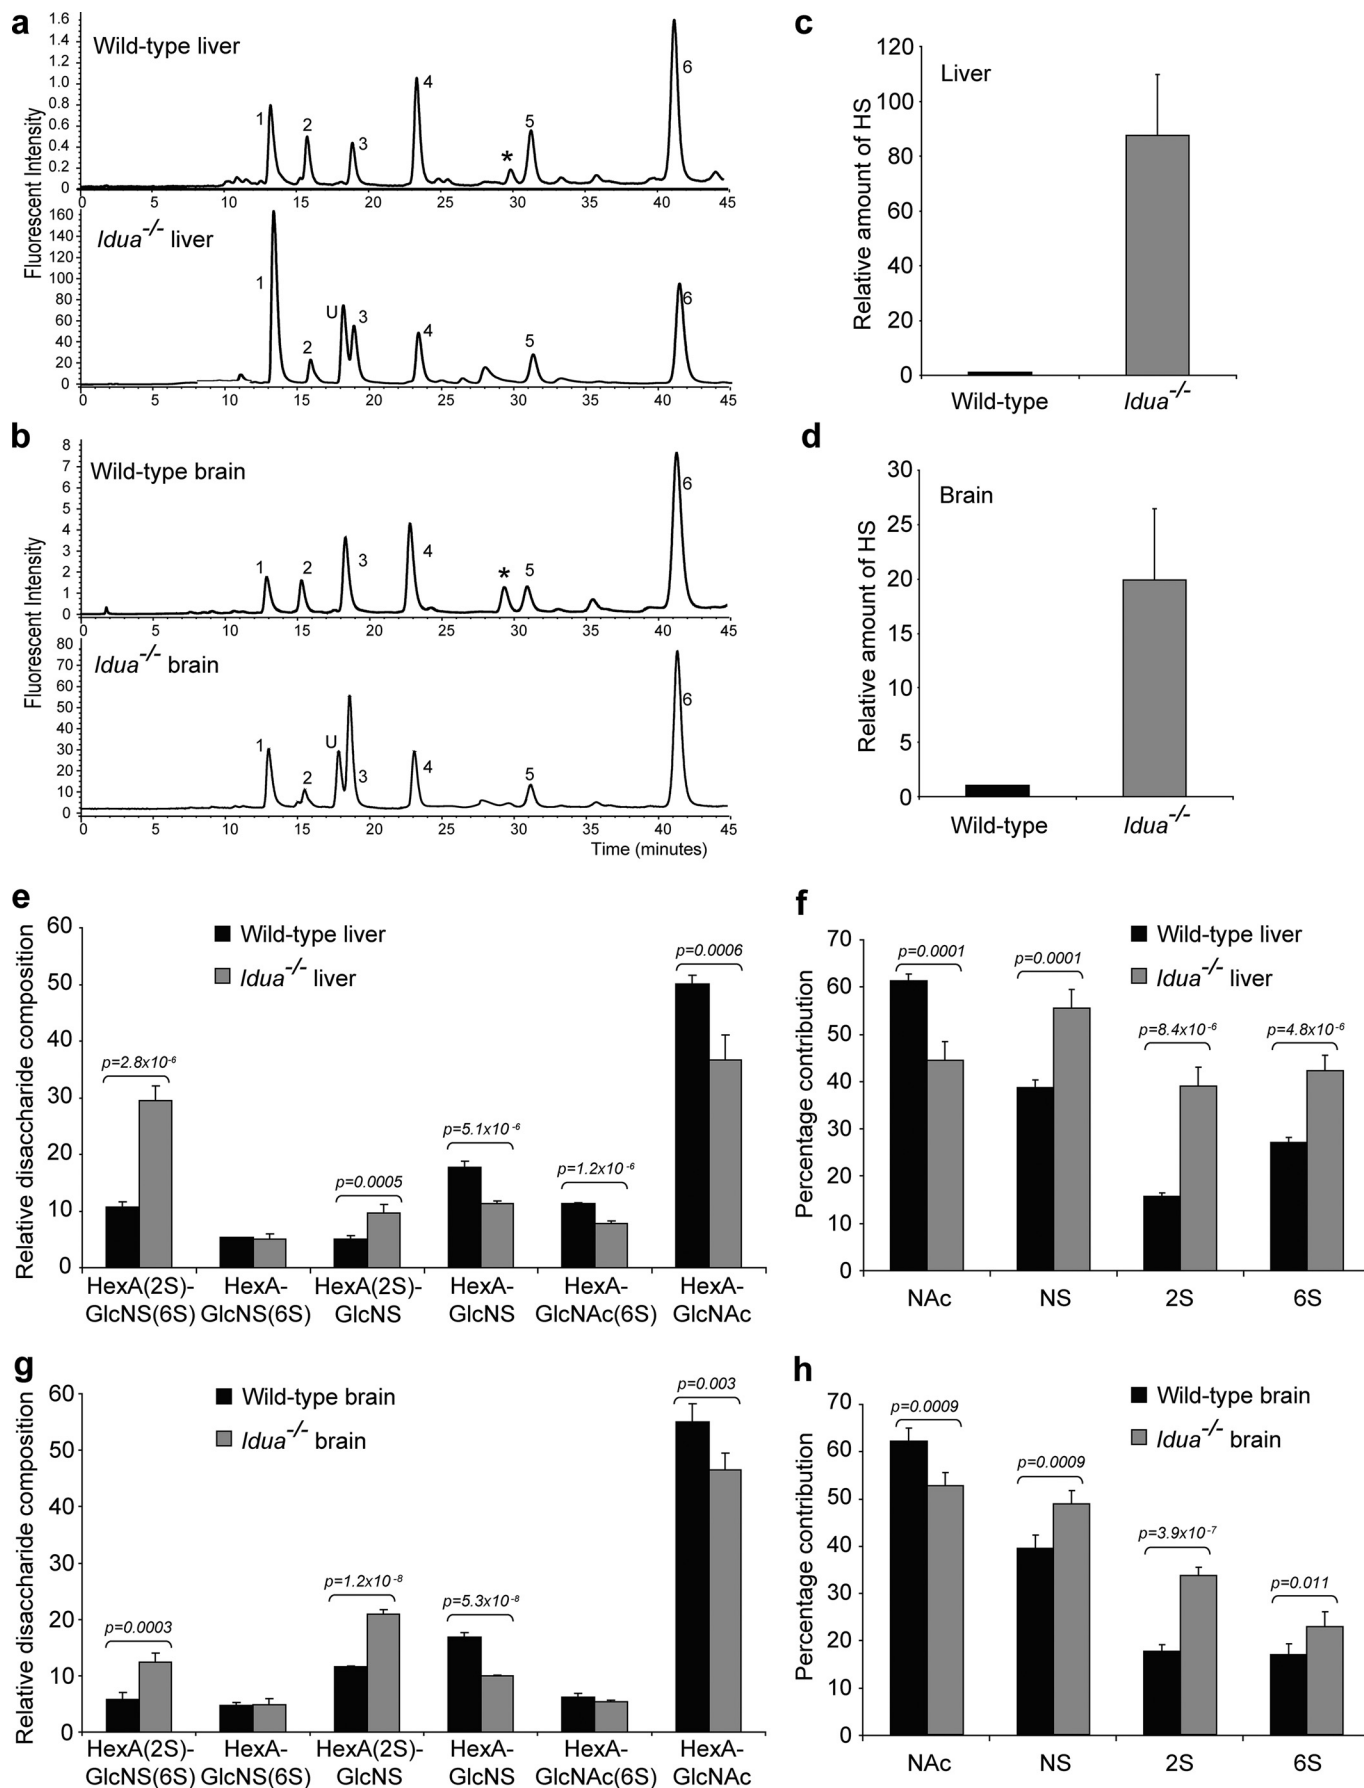 a
Wild-type liver
Fluorescent Intensity
1.6
1.4
1.2
1.0
0.8
0.6
0.4
0.2
0
1
2
3
4
*
5
6
0 5 10 15 20 25 30 35 40 45
Idua-/- liver
160
140
120
100
80
60
40
20
0
1
2
U
3
4
5
6
0 5 10 15 20 25 30 35 40 45
b
Wild-type brain
Fluorescent Intensity
8
7
6
5
4
3
2
1
0
1
2
3
4
*
5
6
0 5 10 15 20 25 30 35 40 45
Idua-/- brain
80
70
60
50
40
30
20
10
0
1
2
U
3
4
5
6
0 5 10 15 20 25 30 35 40 45
Time (minutes)
c
Liver
Relative amount of HS
120
100
80
60
40
20
0
Wild-type Idua-/-
d
Brain
Relative amount of HS
30
25
20
15
10
5
0
Wild-type Idua-/-
e
Relative disaccharide composition
60
50
40
30
20
10
0
Wild-type liver
Idua-/- liver
p=2.8x10-6
p=0.0005
p=5.1x10-6
p=1.2x10-6
p=0.0006
HexA(2S)- HexA- HexA(2S)- HexA- HexA- HexA-
GlcNS(6S) GlcNS(6S) GlcNS GlcNS GlcNAc(6S) GlcNAc
f
Percentage contribution
70
60
50
40
30
20
10
0
Wild-type liver
Idua-/- liver
p=0.0001
p=0.0001
p=8.4x10-6
p=4.8x10-6
NAc NS 2S 6S
g
Relative disaccharide composition
60
50
40
30
20
10
0
Wild-type brain
Idua-/- brain
p=0.0003
p=1.2x10-8
p=5.3x10-8
p=0.003
HexA(2S)- HexA- HexA(2S)- HexA- HexA- HexA-
GlcNS(6S) GlcNS(6S) GlcNS GlcNS GlcNAc(6S) GlcNAc
h
Percentage contribution
70
60
50
40
30
20
10
0
Wild-type brain
Idua-/- brain
p=0.0009
p=0.0009
p=3.9x10-7
p=0.011
NAc NS 2S 6S